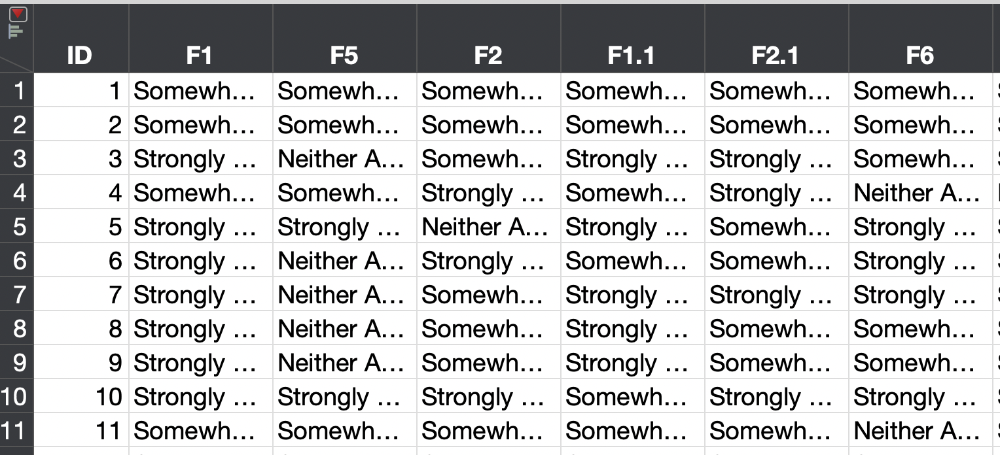 ID F1 F5 F2 F1.1 F2.1 F6
1 1 Somewh... Somewh... Somewh... Somewh... Somewh... Somewh...
2 2 Somewh... Somewh... Somewh... Somewh... Somewh... Somewh...
3 3 Strongly ... Neither A... Somewh... Strongly ... Strongly ... Somewh...
4 4 Somewh... Somewh... Strongly ... Somewh... Strongly ... Neither A...
5 5 Strongly ... Strongly ... Neither A... Strongly ... Somewh... Strongly ...
6 6 Strongly ... Neither A... Strongly ... Somewh... Somewh... Strongly ...
7 7 Strongly ... Neither A... Somewh... Strongly ... Strongly ... Strongly ...
8 8 Strongly ... Neither A... Somewh... Strongly ... Somewh... Somewh...
9 9 Strongly ... Neither A... Somewh... Strongly ... Somewh... Somewh...
10 10 Strongly ... Strongly ... Strongly ... Somewh... Strongly ... Strongly ...
11 11 Somewh... Somewh... Somewh... Somewh... Somewh... Neither A...